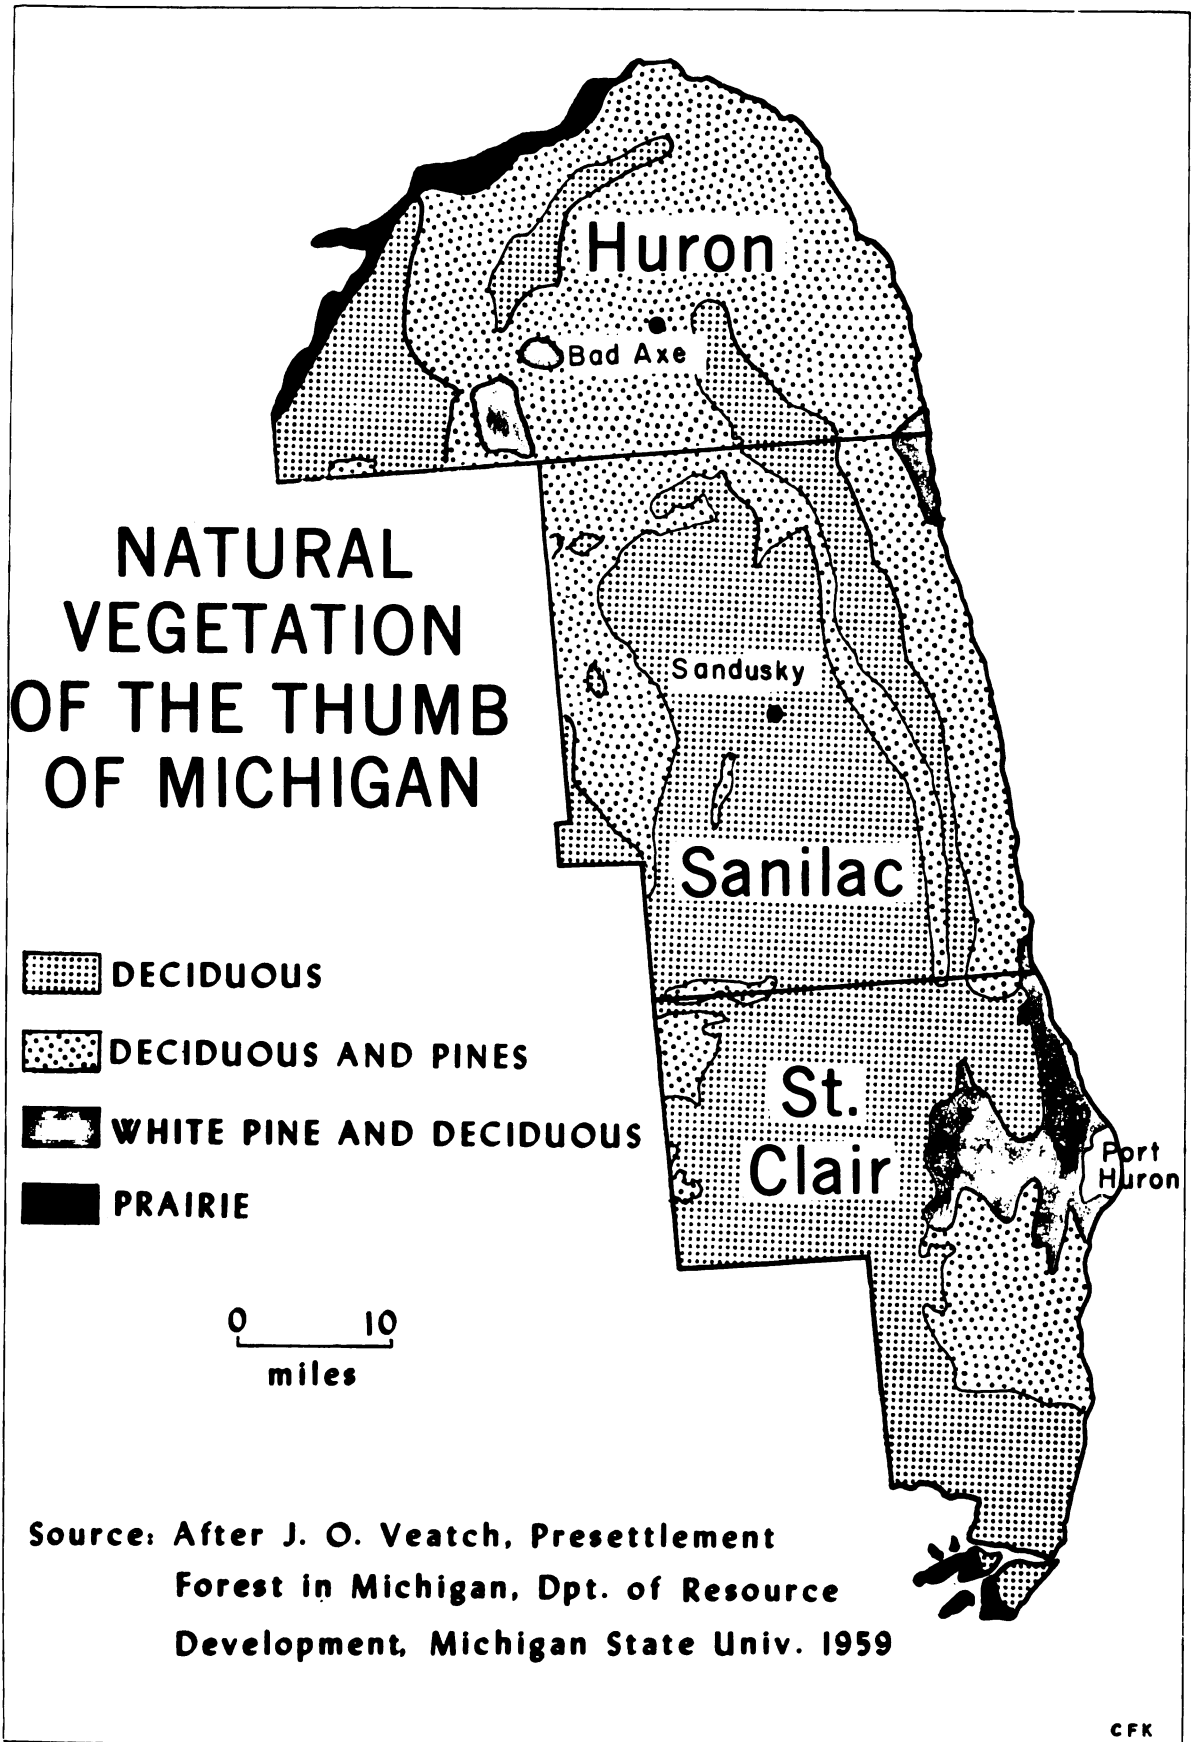 Huron
Bad Axe
NATURAL
VEGETATION
OF THE THUMB
OF MICHIGAN
Sandusky
Sanilac
DECIDUOUS
DECIDUOUS AND PINES
WHITE PINE AND DECIDUOUS
PRAIRIE
St.
Clair
Port
Huron
0 10
miles
Source: After J. O. Veatch, Presettlement
Forest in Michigan, Dpt. of Resource
Development, Michigan State Univ. 1959
CFK